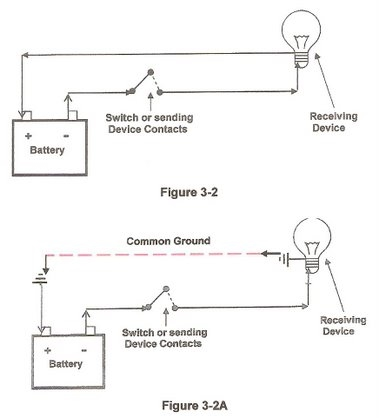 Receiving
Device
Switch or sending
Device Contacts
+ -
Battery
Figure 3-2
Common Ground
Receiving
Device
Switch or sending
Device Contacts
+ -
Battery
Figure 3-2A